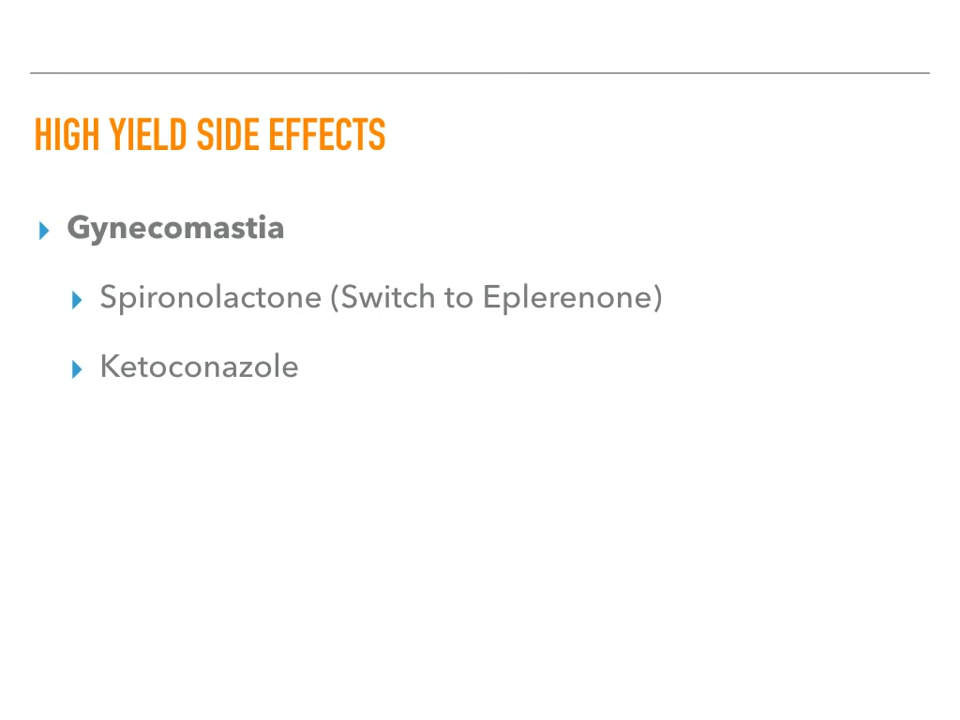 HIGH YIELD SIDE EFFECTS
Gynecomastia
Spironolactone (Switch to Eplerenone)
Ketoconazole